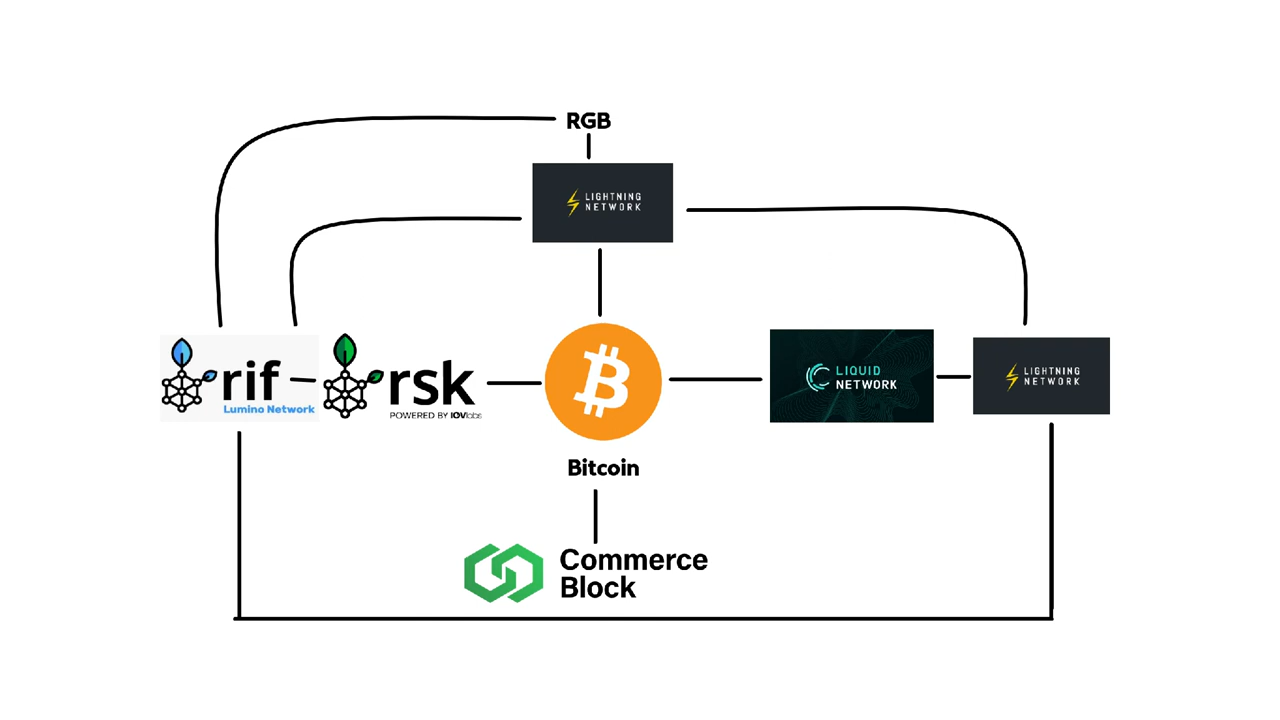 RGB
LIGHTNING
NETWORK
rif
Lumino Network
rsk
POWERED BY IOVlabs
LIQUID
NETWORK
LIGHTNING
NETWORK
Bitcoin
Commerce
Block